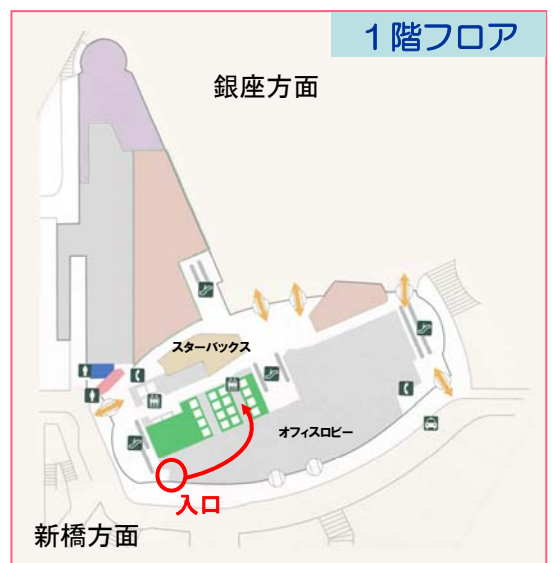 1階フロア
銀座方面
スターバックス
オフィスロビー
入口
新橋方面